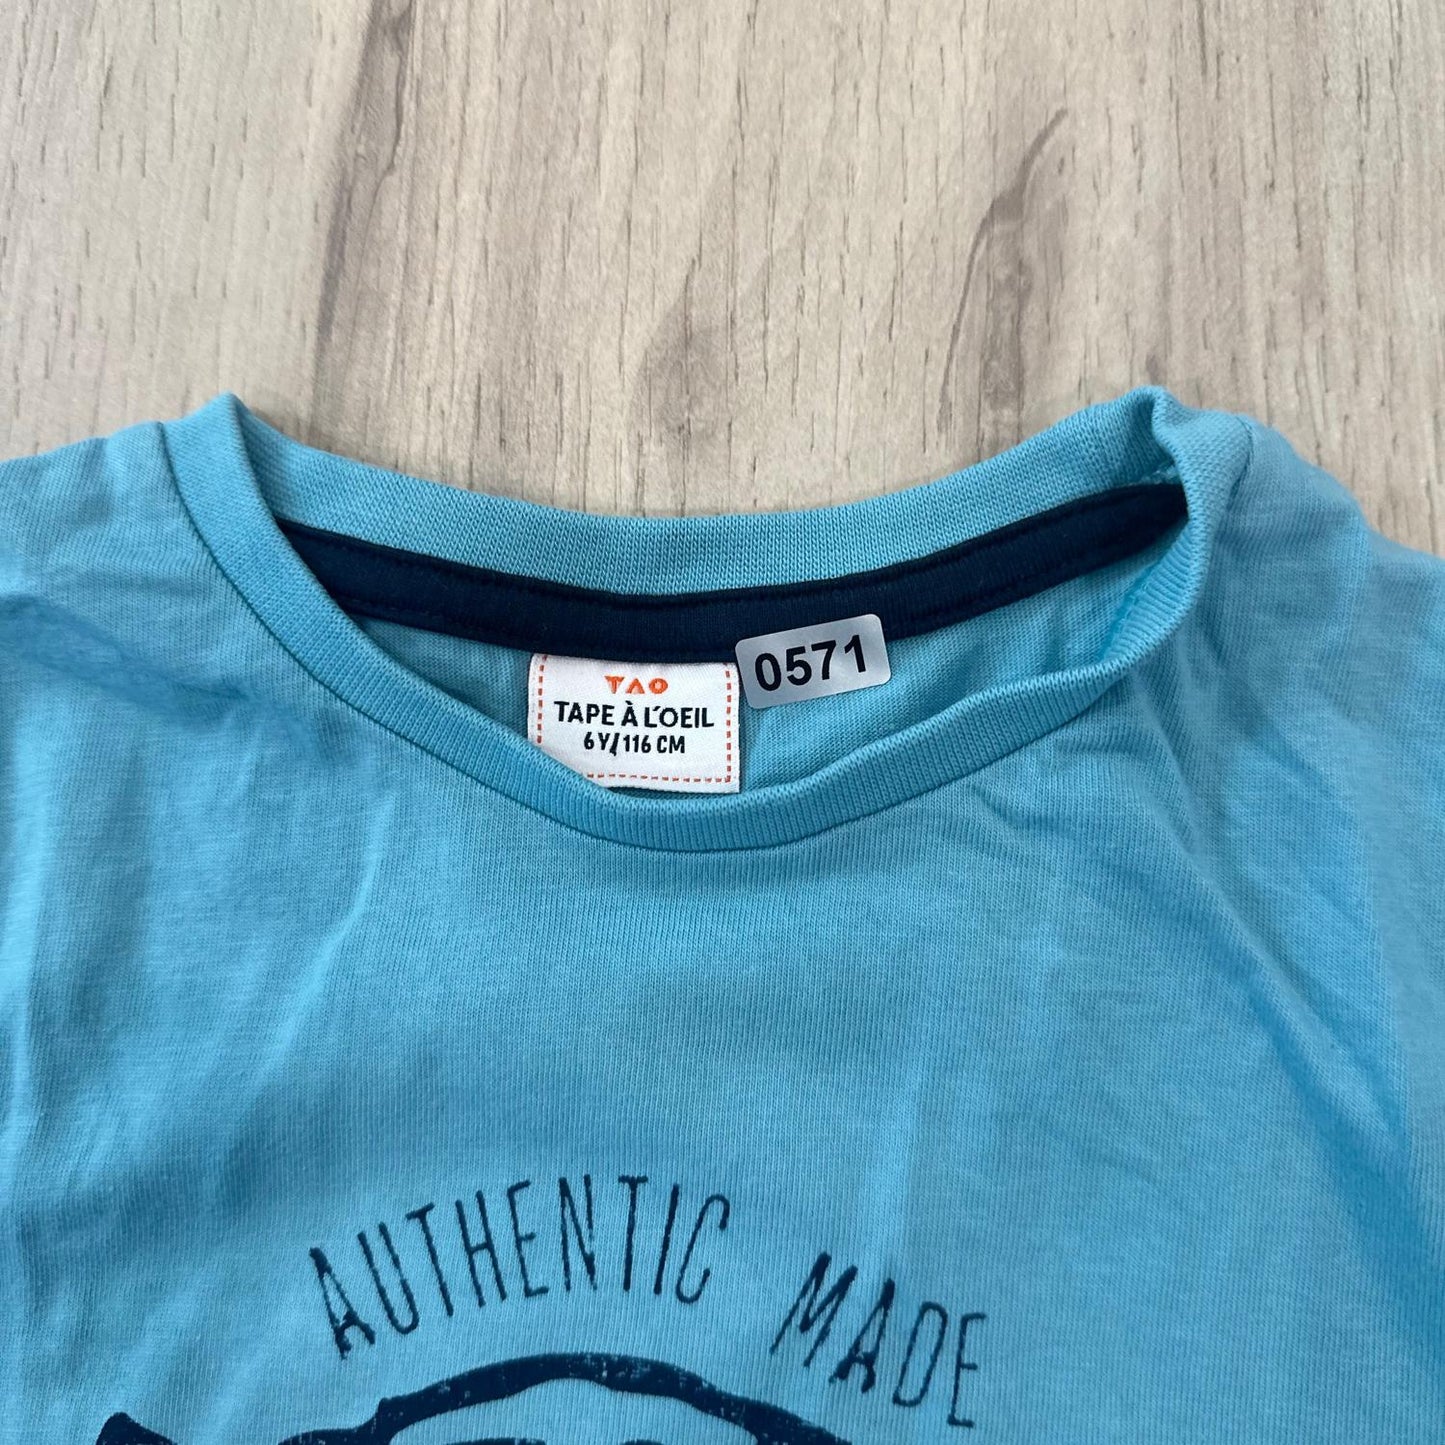 TAO
TAPE À L'OEIL
6Y/116 CM
0571
AUTHENTIC MADE